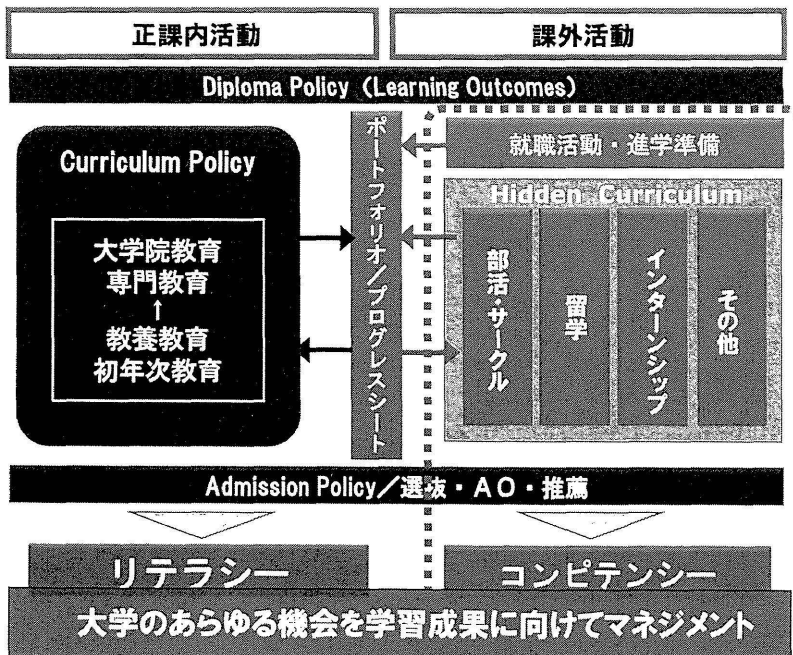 正課内活動
課外活動
Diploma Policy (Learning Outcomes)
Curriculum Policy
大学院教育
専門教育
↑
教養教育
初年次教育
ポートフォリオ/プログレスシート
就職活動・進学準備
Hidden Curriculum
部活・サークル
留学
インターンシップ
その他
Admission Policy/選抜・AO・推薦
リテラシー
コンピテンシー
大学のあらゆる機会を学習成果に向けてマネジメント